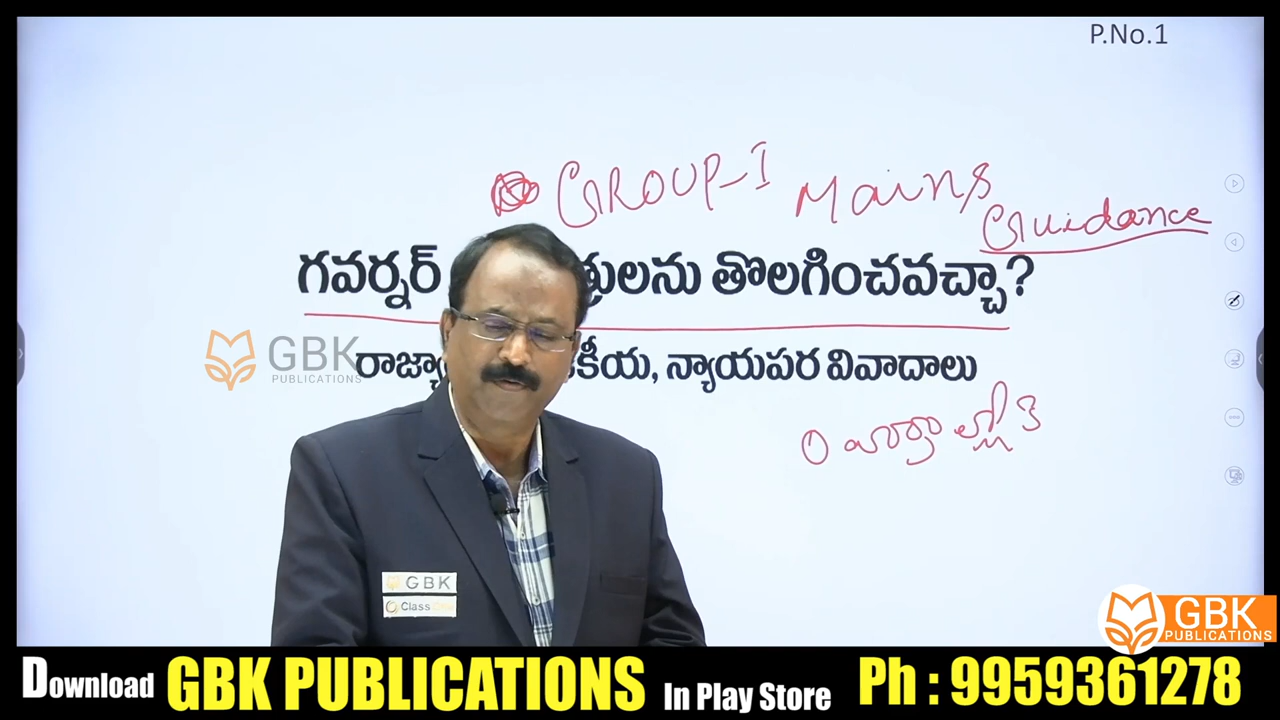 P.No.1
GROUP-I Mains
Guidance
గవర్నర్ త్రులను తొలగించవచ్చా?
GBK
PUBLICATIONS
కీయ, న్యాయపర వివాదాలు
GBK
Class
GBK
PUBLICATIONS
Download GBK PUBLICATIONS In Play Store Ph : 9959361278